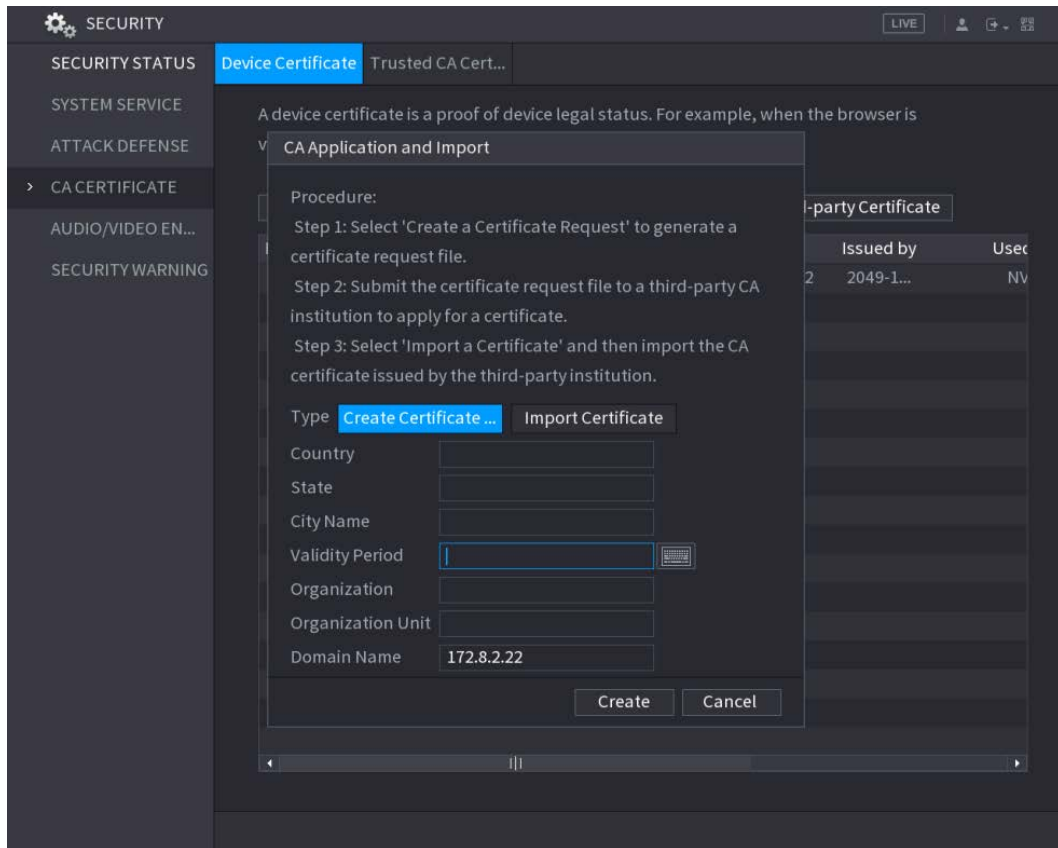 SECURITY
LIVE
SECURITY STATUS
SYSTEM SERVICE
ATTACK DEFENSE
CA CERTIFICATE
AUDIO/VIDEO EN...
SECURITY WARNING
Device Certificate
Trusted CA Cert...
A device certificate is a proof of device legal status. For example, when the browser is
v
-party Certificate
Issued by
Used
2
2049-1...
NV
CA Application and Import
Procedure:
Step 1: Select 'Create a Certificate Request' to generate a
certificate request file.
Step 2: Submit the certificate request file to a third-party CA
institution to apply for a certificate.
Step 3: Select 'Import a Certificate' and then import the CA
certificate issued by the third-party institution.
Type
Create Certificate ...
Import Certificate
Country
State
City Name
Validity Period
Organization
Organization Unit
Domain Name
172.8.2.22
Create
Cancel